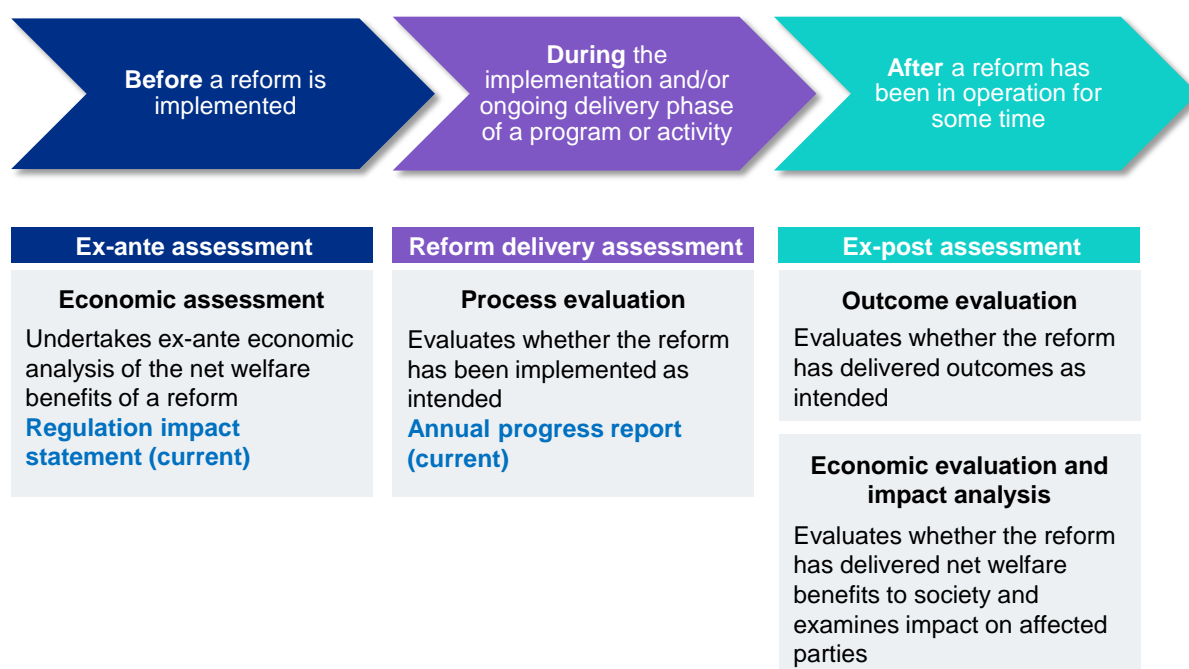 Before a reform is
implemented
During the
implementation and/or
ongoing delivery phase
of a program or activity
After a reform has
been in operation for
some time
Ex-ante assessment
Economic assessment
Undertakes ex-ante economic
analysis of the net welfare
benefits of a reform
Regulation impact
statement (current)
Reform delivery assessment
Process evaluation
Evaluates whether the reform
has been implemented as
intended
Annual progress report
(current)
Ex-post assessment
Outcome evaluation
Evaluates whether the reform
has delivered outcomes as
intended
Economic evaluation and
impact analysis
Evaluates whether the reform
has delivered net welfare
benefits to society and
examines impact on affected
parties